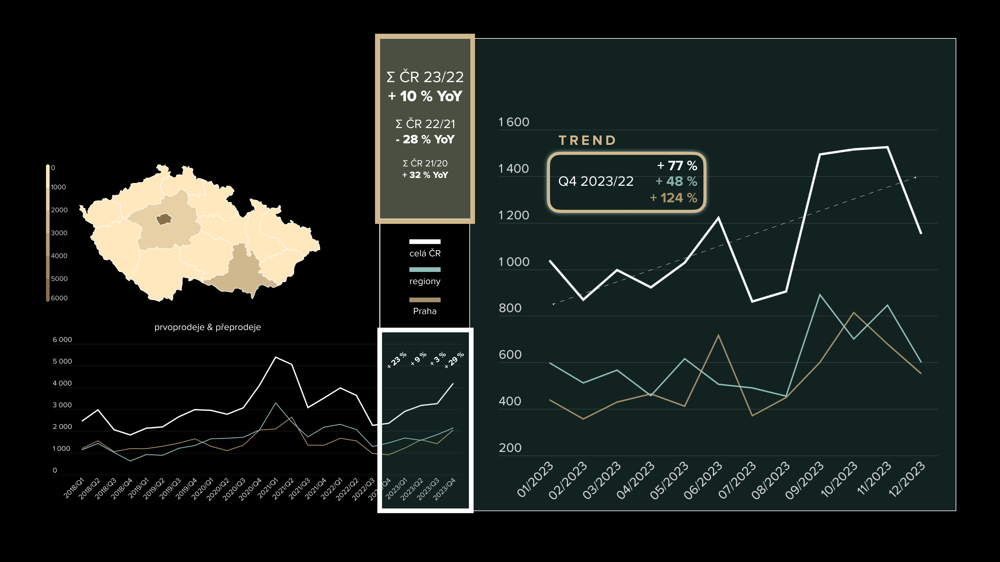 Σ ČR 23/22
+ 10 % YoY
Σ ČR 22/21
- 28 % YoY
Σ ČR 21/20
+ 32 % YoY
0
1000
2000
3000
4000
5000
6000
prvoprodeje & přeprodeje
celá ČR
regiony
Praha
6 000
5 000
4 000
3 000
2 000
1 000
0
+ 23 %
+ 9 %
+ 3 %
+ 29 %
2018/Q1
2018/Q2
2018/Q3
2018/Q4
2019/Q1
2019/Q2
2019/Q3
2019/Q4
2020/Q1
2020/Q2
2020/Q3
2020/Q4
2021/Q1
2021/Q2
2021/Q3
2021/Q4
2022/Q1
2022/Q2
2022/Q3
2023/Q1
2023/Q2
2023/Q3
2023/Q4
TREND
Q4 2023/22
+ 77 %
+ 48 %
+ 124 %
1 600
1 400
1 200
1 000
800
600
400
200
01/2023
02/2023
03/2023
04/2023
05/2023
06/2023
07/2023
08/2023
09/2023
10/2023
11/2023
12/2023